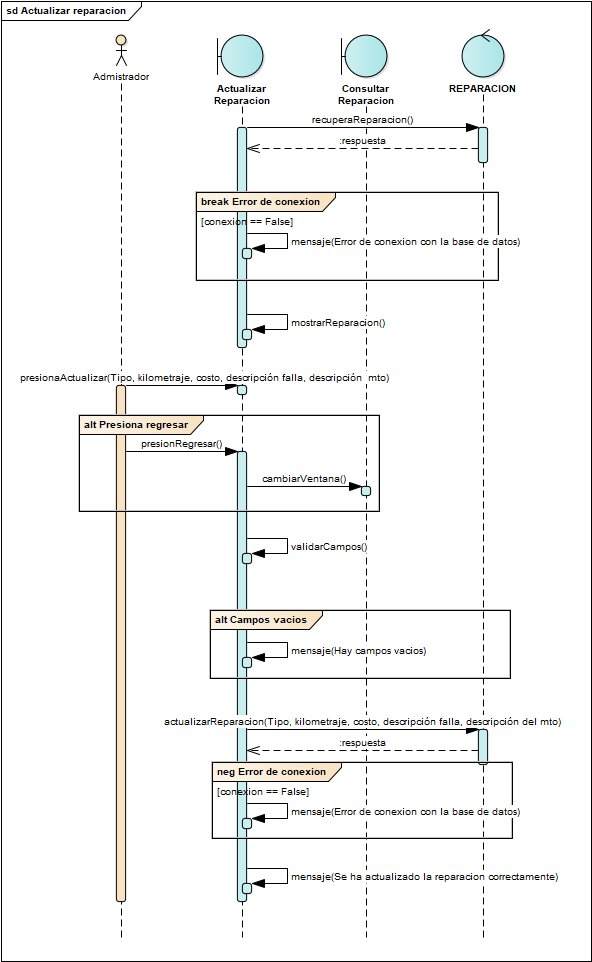 sd Actualizar reparacion
Admistrador
Actualizar
Reparacion
Consultar
Reparacion
REPARACION
recuperaReparacion()
:respuesta
break Error de conexion
[conexion == False]
mensaje(Error de conexion con la base de datos)
mostrarReparacion()
presionaActualizar(Tipo, kilometraje, costo, descripción falla, descripción mto)
alt Presiona regresar
presionRegresar()
cambiarVentana()
validarCampos()
alt Campos vacios
mensaje(Hay campos vacios)
actualizarReparacion(Tipo, kilometraje, costo, descripción falla, descripción del mto)
:respuesta
neg Error de conexion
[conexion == False]
mensaje(Error de conexion con la base de datos)
mensaje(Se ha actualizado la reparacion correctamente)